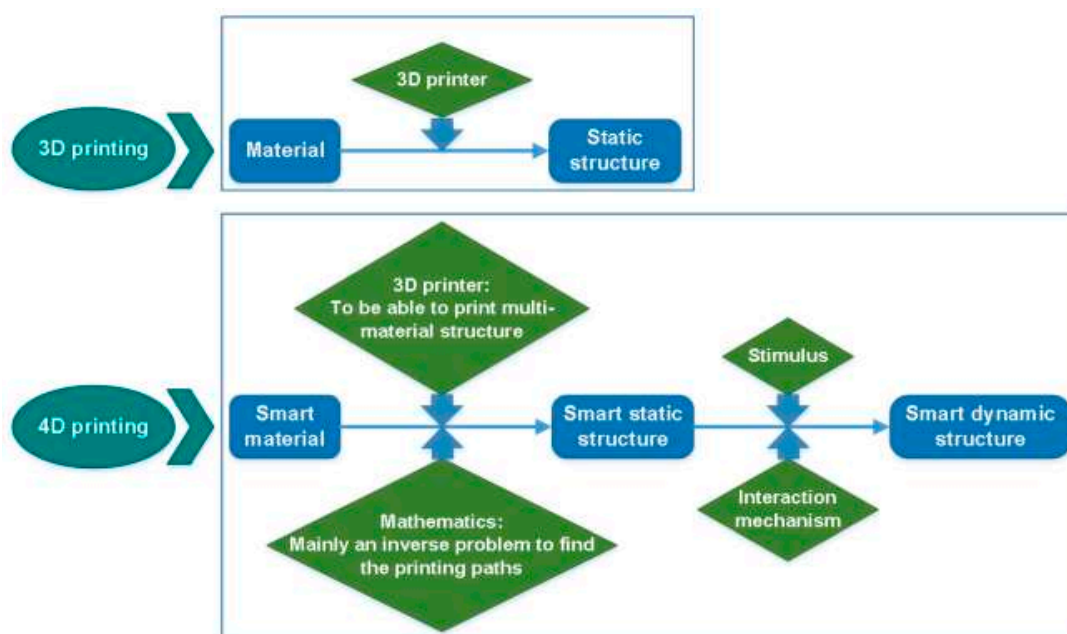 3D printer
3D printing
Material
Static
structure
3D printer:
To be able to print multi-
material structure
Stimulus
4D printing
Smart
material
Smart static
structure
Smart dynamic
structure
Mathematics:
Mainly an inverse problem to find
the printing paths
Interaction
mechanism